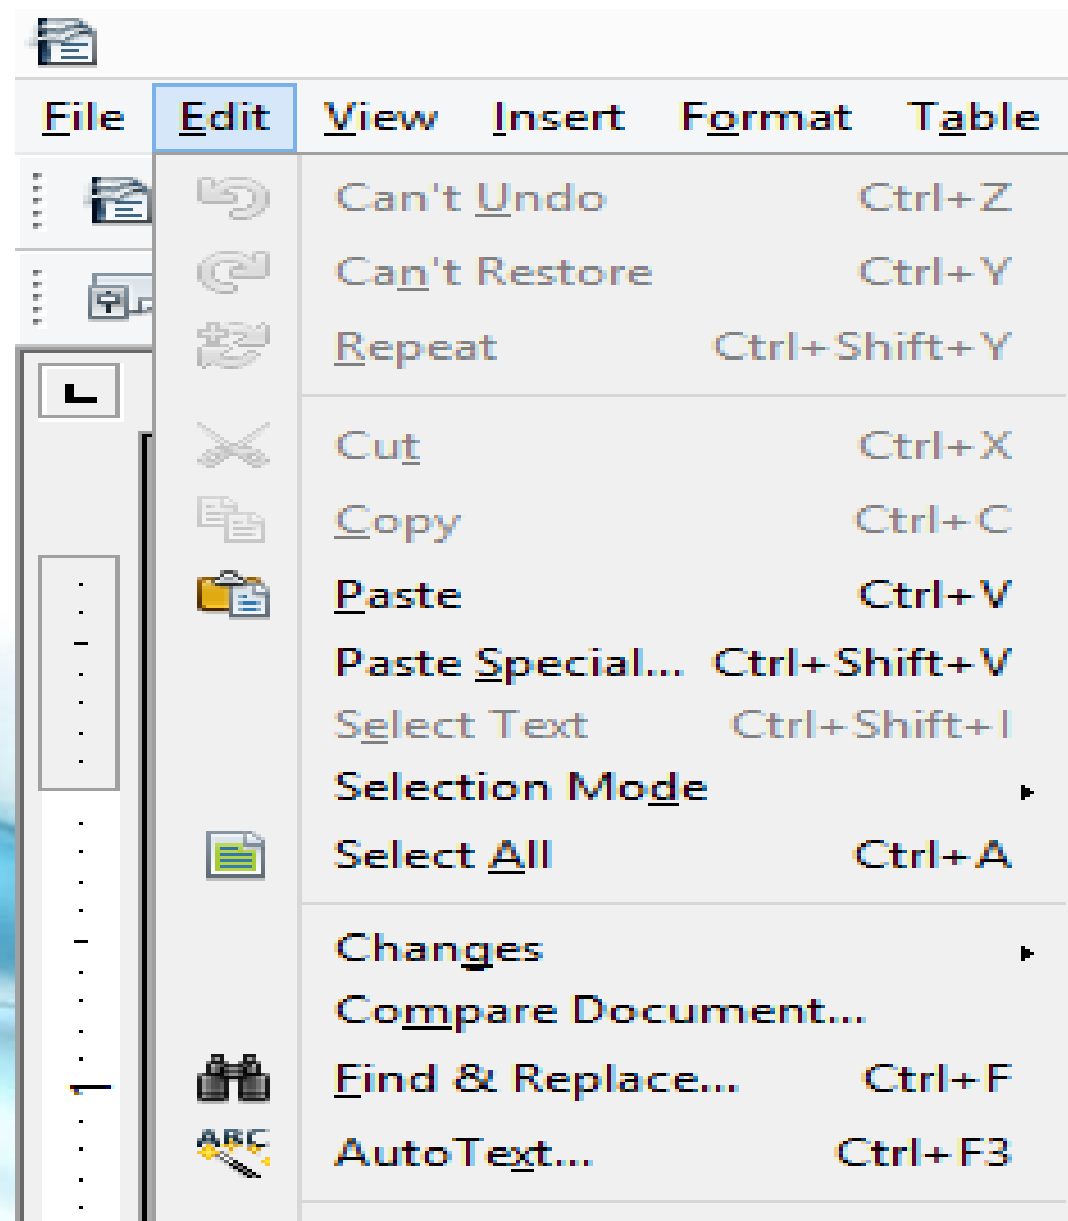 File Edit View Insert Format Table
Can't Undo Ctrl+Z
Can't Restore Ctrl+Y
Repeat Ctrl+Shift+Y
Cut Ctrl+X
Copy Ctrl+C
Paste Ctrl+V
Paste Special... Ctrl+Shift+V
Select Text Ctrl+Shift+I
Selection Mode
Select All Ctrl+A
Changes
Compare Document...
Find & Replace... Ctrl+F
ABC
AutoText... Ctrl+F3